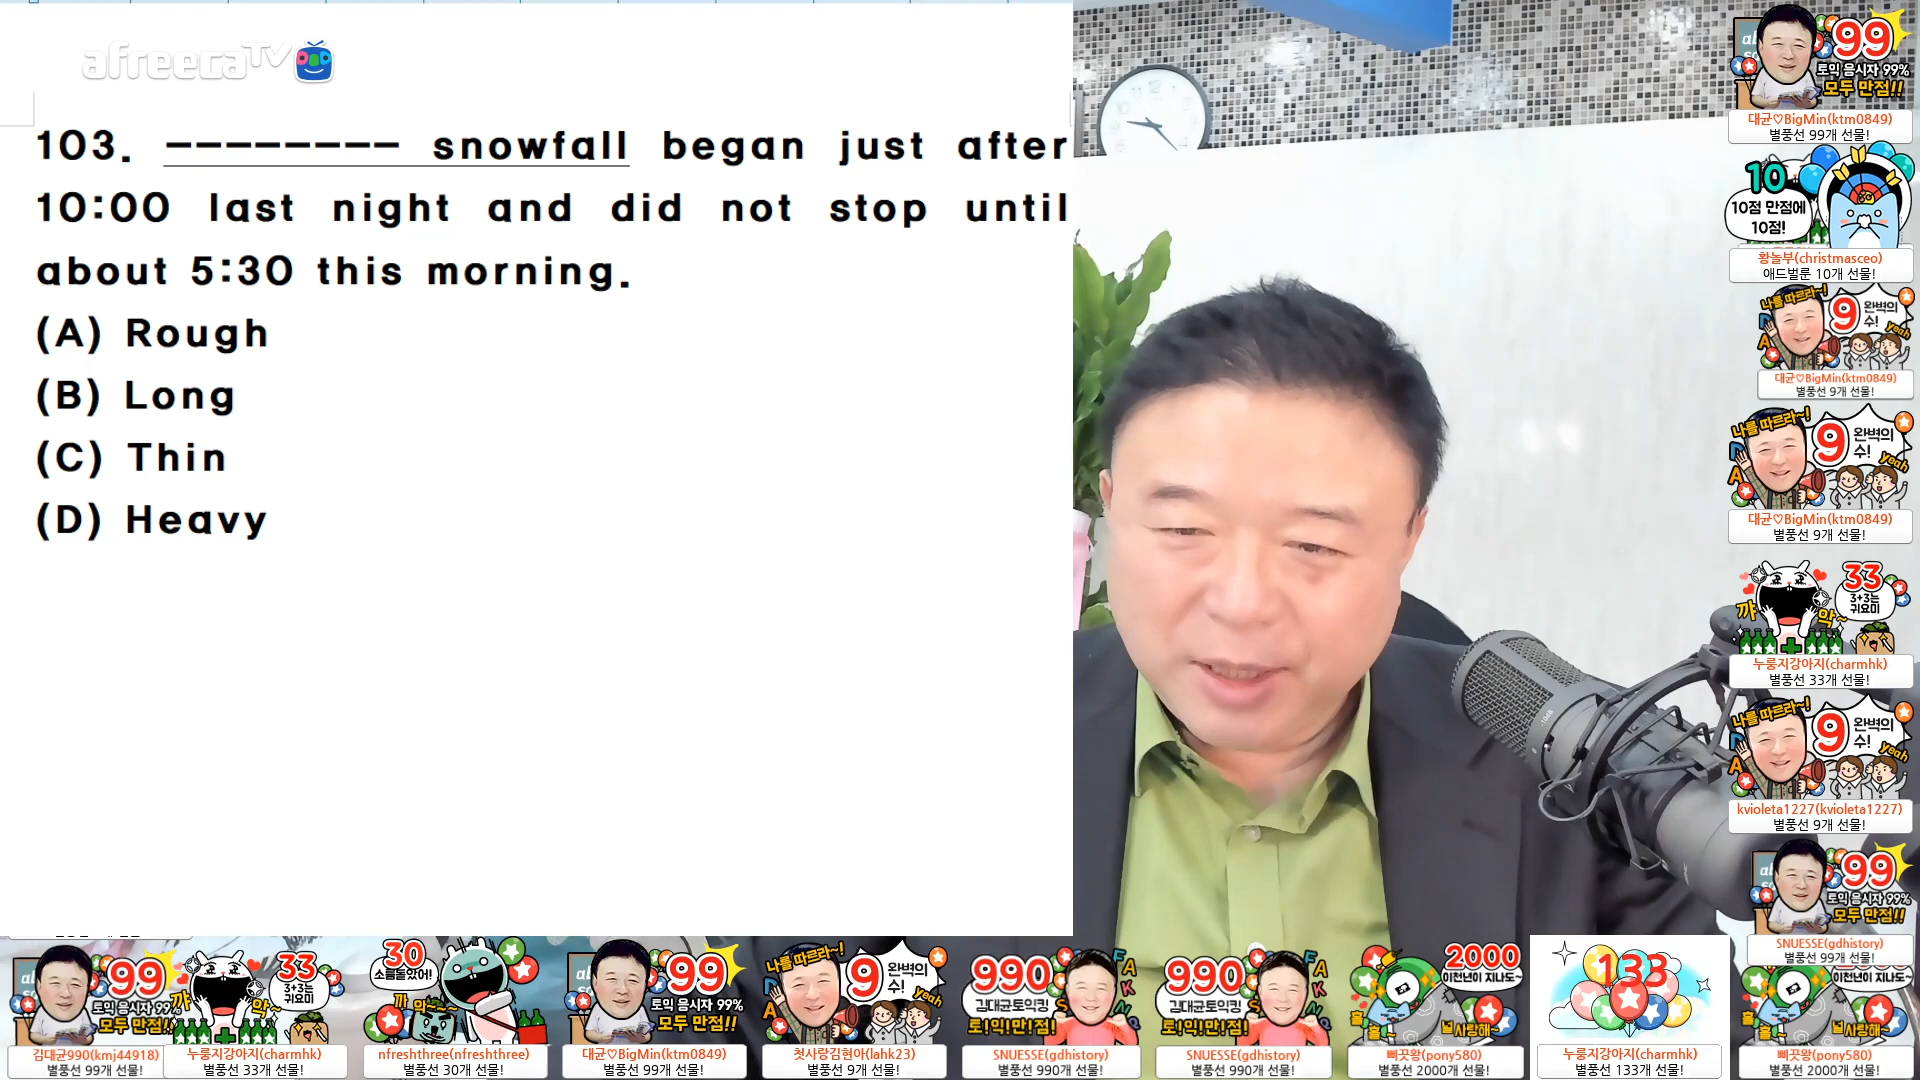 afreecaTV
103. -------- snowfall began just after
10:00 last night and did not stop until
about 5:30 this morning.
(A) Rough
(B) Long
(C) Thin
(D) Heavy
99
토익 응시자 99%
모두 만점!!
대균♡BigMin(ktm0849)
별풍선 99개 선물!
10
10점 만점에
10점!
황놀부(christmasceo)
애드벌룬 10개 선물!
나를 따르라~!
9
완벽의
수!
yeah
대균♡BigMin(ktm0849)
별풍선 9개 선물!
나를 따르라~!
9
완벽의
수!
yeah
대균♡BigMin(ktm0849)
별풍선 9개 선물!
33
3+3는
귀요미
꺄
악~
누룽지강아지(charmhk)
별풍선 33개 선물!
나를 따르라~!
9
완벽의
수!
yeah
kvioleta1227(kvioleta1227)
별풍선 9개 선물!
99
토익 응시자 99%
모두 만점!!
SNUESSE(gdhistory)
별풍선 99개 선물!
99
토익 응시자 99%
모두 만점!!
김대균990(kmj44918)
별풍선 99개 선물!
33
3+3는
귀요미
꺄
악~
누룽지강아지(charmhk)
별풍선 33개 선물!
30
소름돋았어!
까 악~
nfreshthree(nfreshthree)
별풍선 30개 선물!
99
토익 응시자 99%
모두 만점!!
대균♡BigMin(ktm0849)
별풍선 99개 선물!
나를 따르라~!
9
완벽의
수!
yeah
첫사랑김현아(lahk23)
별풍선 9개 선물!
990
김대균토익킹
토!익!만!점!
SNUESSE(gdhistory)
별풍선 990개 선물!
990
김대균토익킹
토!익!만!점!
SNUESSE(gdhistory)
별풍선 990개 선물!
2000
이천년이 지나도~
널 사랑해~
삐끗왕(pony580)
별풍선 2000개 선물!
133
누룽지강아지(charmhk)
별풍선 133개 선물!
이천년이 지나도~
널 사랑해~
삐끗왕(pony580)
별풍선 2000개 선물!